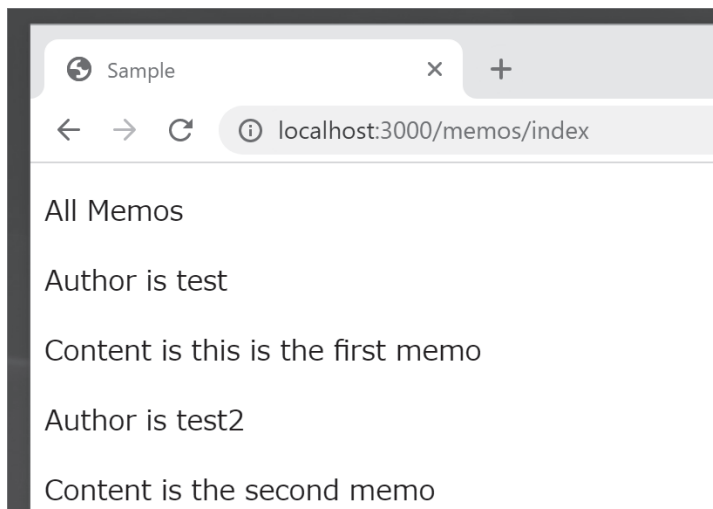 Sample
localhost:3000/memos/index
All Memos
Author is test
Content is this is the first memo
Author is test2
Content is the second memo